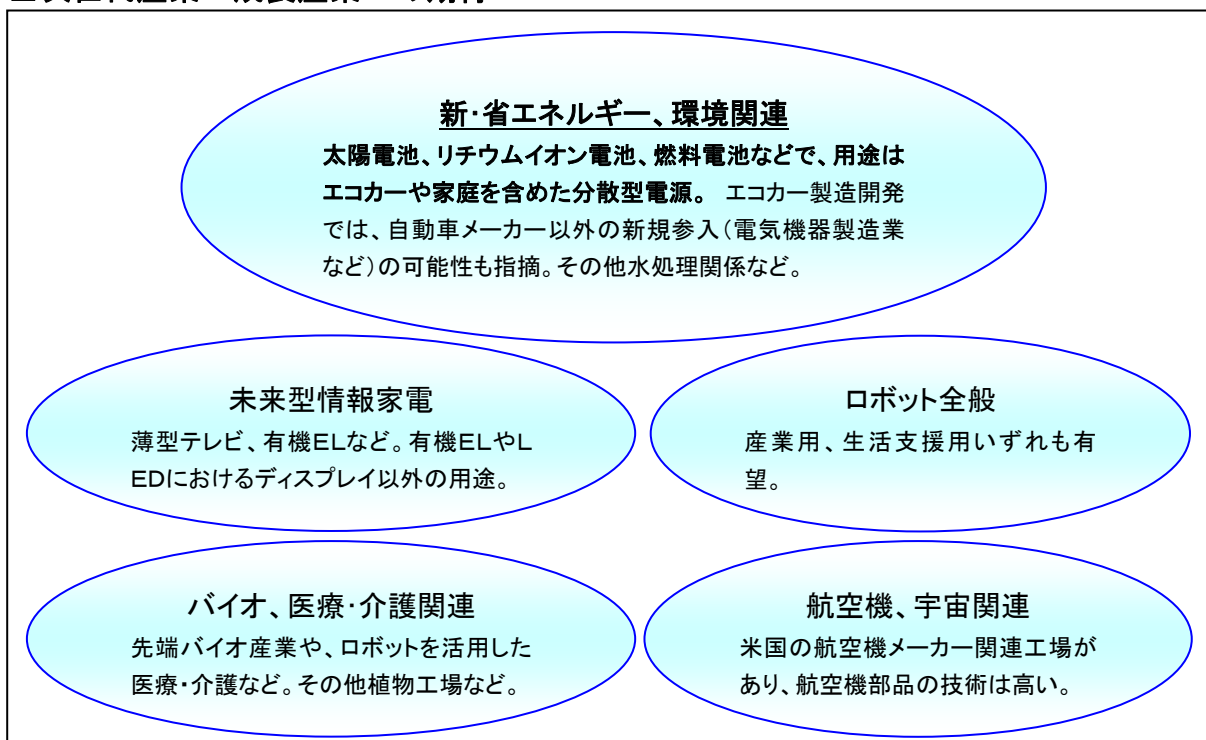 新・省エネルギー、環境関連
太陽電池、リチウムイオン電池、燃料電池などで、用途は
エコカーや家庭を含めた分散型電源。 エコカー製造開発
では、自動車メーカー以外の新規参入(電気機器製造業
など)の可能性も指摘。その他水処理関係など。
未来型情報家電
薄型テレビ、有機ELなど。有機ELやL
EDにおけるディスプレイ以外の用途。
ロボット全般
産業用、生活支援用いずれも有
望。
バイオ、医療・介護関連
先端バイオ産業や、ロボットを活用した
医療・介護など。その他植物工場など。
航空機、宇宙関連
米国の航空機メーカー関連工場が
あり、航空機部品の技術は高い。